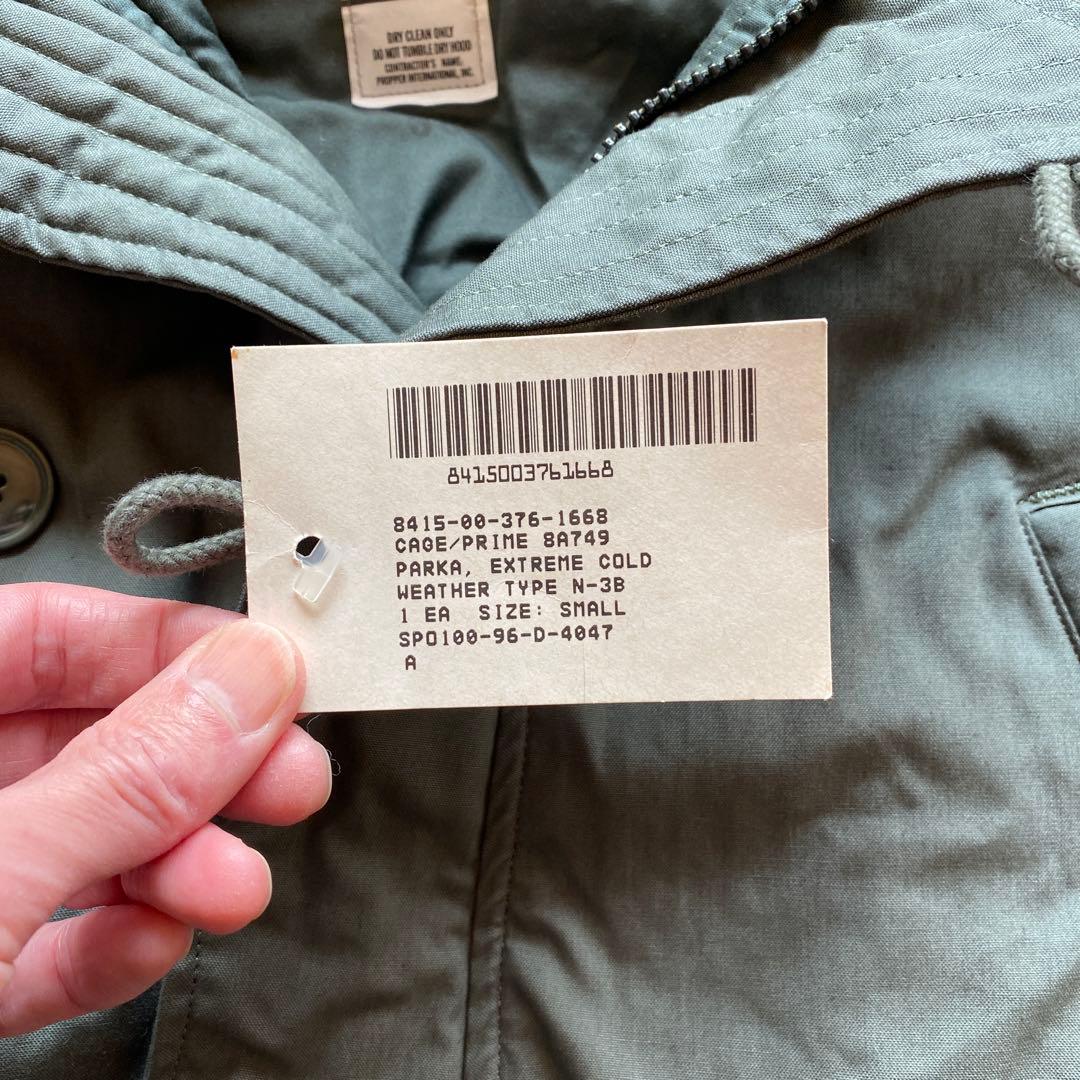 DRY CLEAN ONLY
DO NOT TUMBLE DRY HOOD
CONTRACTOR'S NAME:
PROPPER INTERNATIONAL, INC.
8415003761668
8415-00-376-1668
CAGE/PRIME 8A749
PARKA, EXTREME COLD
WEATHER TYPE N-3B
1 EA SIZE: SMALL
SPO100-96-D-4047
A